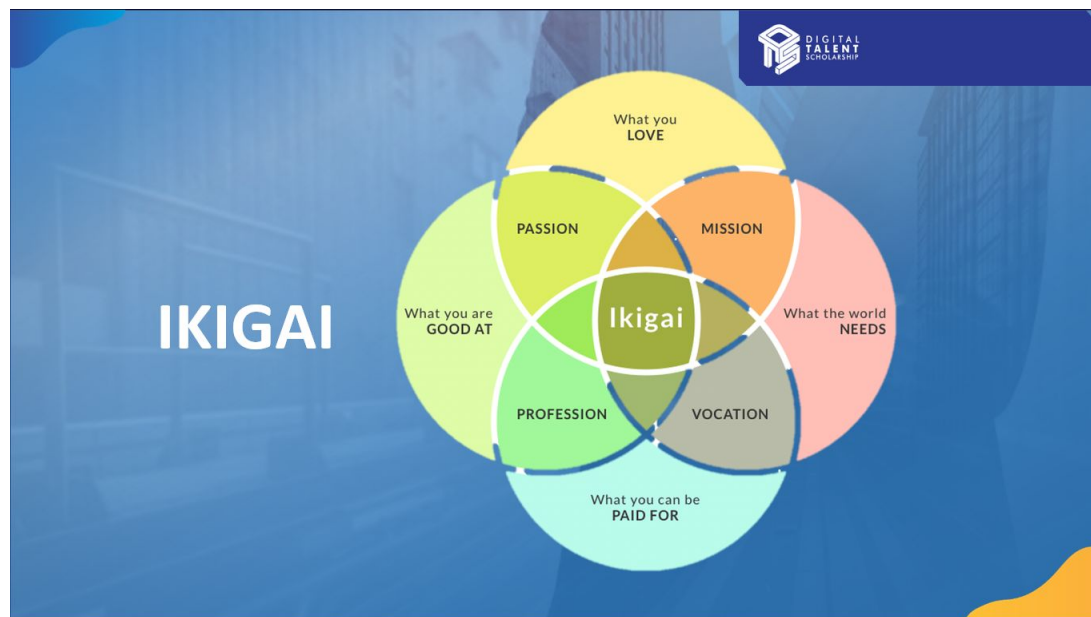 DIGITAL
TALENT
SCHOLARSHIP
What you
LOVE
PASSION
MISSION
IKIGAI
What you are
GOOD AT
Ikigai
What the world
NEEDS
PROFESSION
VOCATION
What you can be
PAID FOR